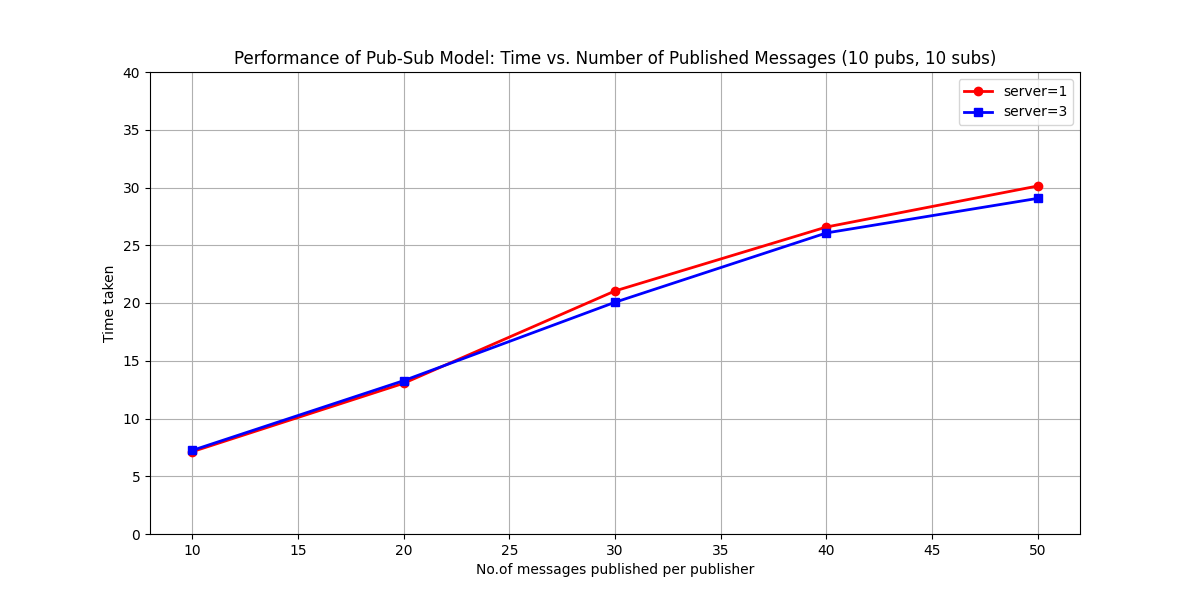 Performance of Pub-Sub Model: Time vs. Number of Published Messages (10 pubs, 10 subs)
server=1
server=3
Time taken
40
35
30
25
20
15
10
5
0
10 15 20 25 30 35 40 45 50
No.of messages published per publisher